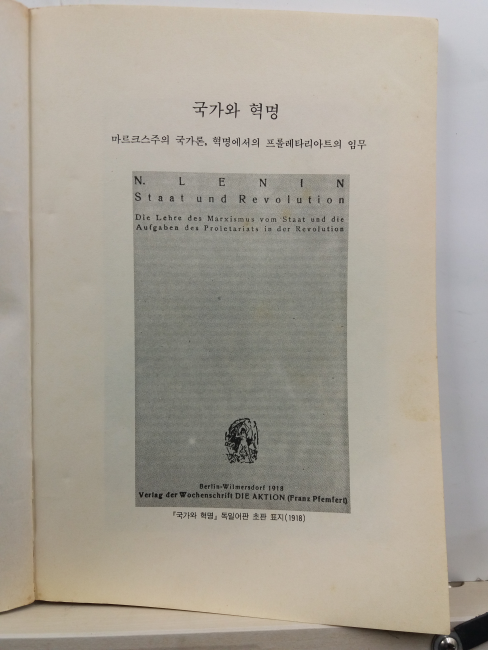 국가와 혁명
마르크스주의 국가론, 혁명에서의 프롤레타리아트의 임무
N. LENIN
Staat und Revolution
Die Lehre des Marxismus vom Staat und die
Aufgaben des Proletariats in der Revolution
Berlin-Wilmersdorf 1918
Verlag der Wochenschrift DIE AKTION (Franz Pfemfert)
『국가와 혁명』 독일어판 초판 표지(1918)